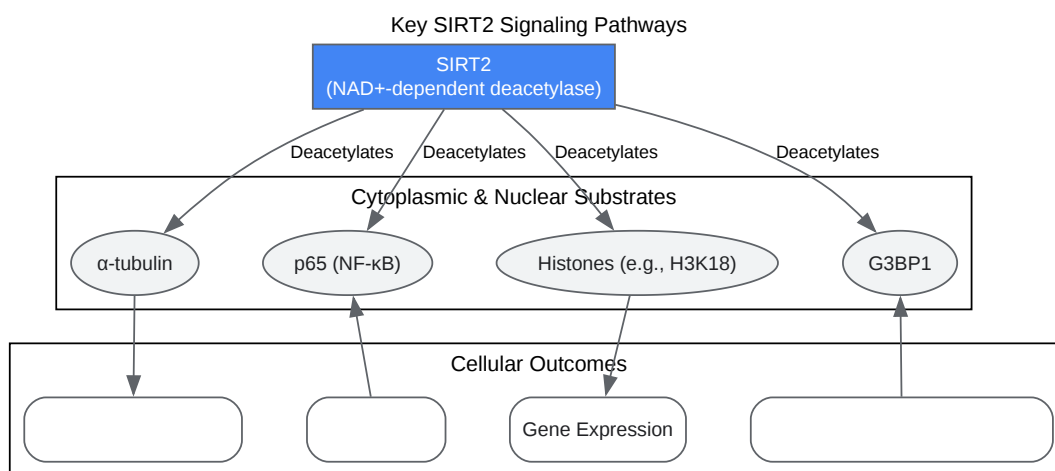 Key SIRT2 Signaling Pathways
SIRT2
(NAD+-dependent deacetylase)
Deacetylates
Deacetylates
Deacetylates
Deacetylates
Cytoplasmic & Nuclear Substrates
α-tubulin
p65 (NF-κB)
Histones (e.g., H3K18)
G3BP1
Cellular Outcomes
Gene Expression